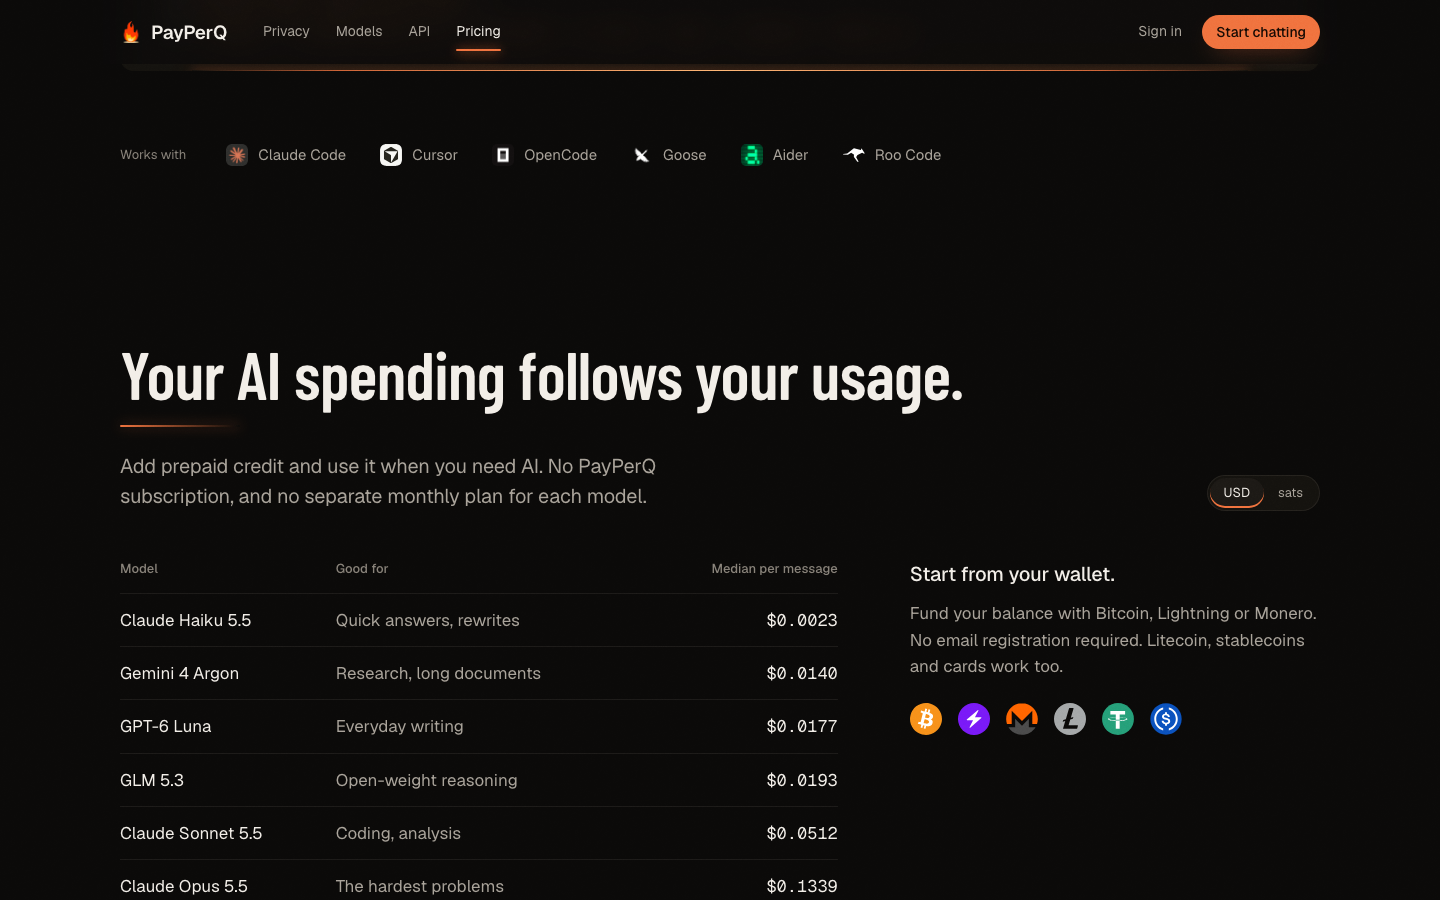 PayPerQ
Privacy
Models
API
Pricing
Sign in
Start chatting
Works with
Claude Code
Cursor
OpenCode
Goose
Aider
Roo Code
Your AI spending follows your usage.
Add prepaid credit and use it when you need AI. No PayPerQ
subscription, and no separate monthly plan for each model.
USD
sats
Model
Good for
Median per message
Claude Haiku 5.5
Quick answers, rewrites
$0.0023
Gemini 4 Argon
Research, long documents
$0.0140
GPT-6 Luna
Everyday writing
$0.0177
GLM 5.3
Open-weight reasoning
$0.0193
Claude Sonnet 5.5
Coding, analysis
$0.0512
Claude Opus 5.5
The hardest problems
$0.1339
Start from your wallet.
Fund your balance with Bitcoin, Lightning or Monero.
No email registration required. Litecoin, stablecoins
and cards work too.